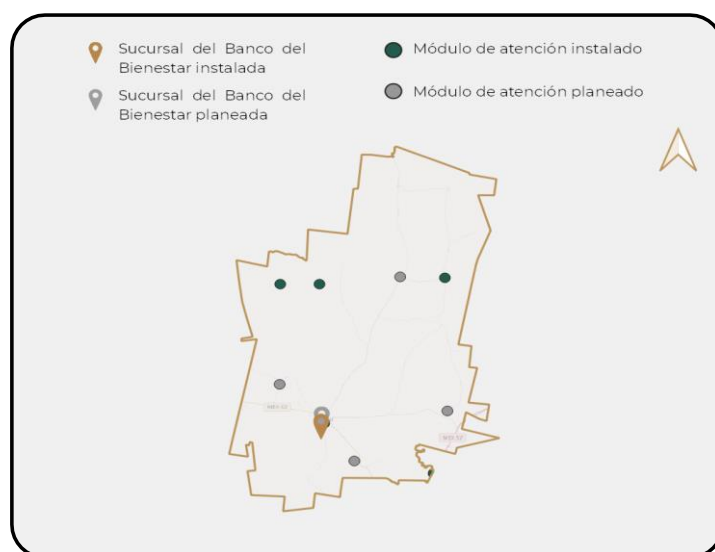 Sucursal del Banco del
Bienestar instalada
Sucursal del Banco del
Bienestar planeada
Módulo de atención instalado
Módulo de atención planeado